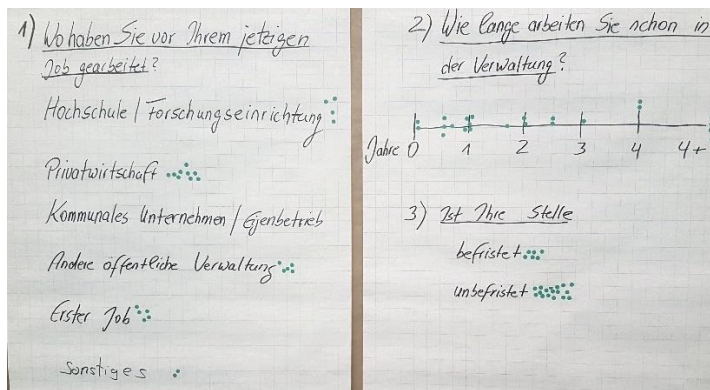 1) Wo haben Sie vor Ihrem jetzigen
Job gearbeitet?
Hochschule / Forschungseinrichtung
Privatwirtschaft
Kommunales Unternehmen / Eigenbetrieb
Andere öffentliche Verwaltung
Erster Job
Sonstiges
2) Wie lange arbeiten Sie schon in
der Verwaltung?
Jahre 0 1 2 3 4 4+
3) Ist Ihre Stelle
befristet
unbefristet